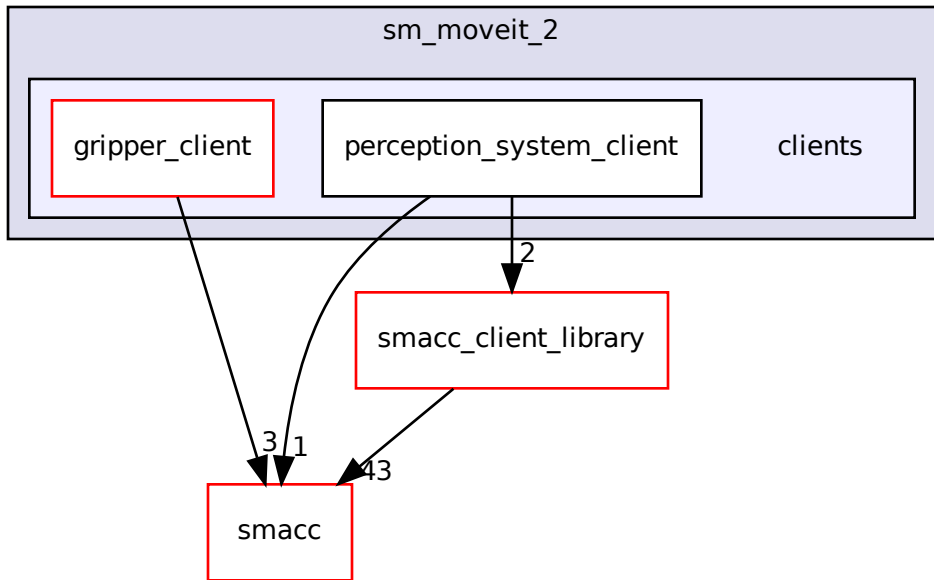 sm_moveit_2
gripper_client
perception_system_client
clients
2
smacc_client_library
3
1
43
smacc